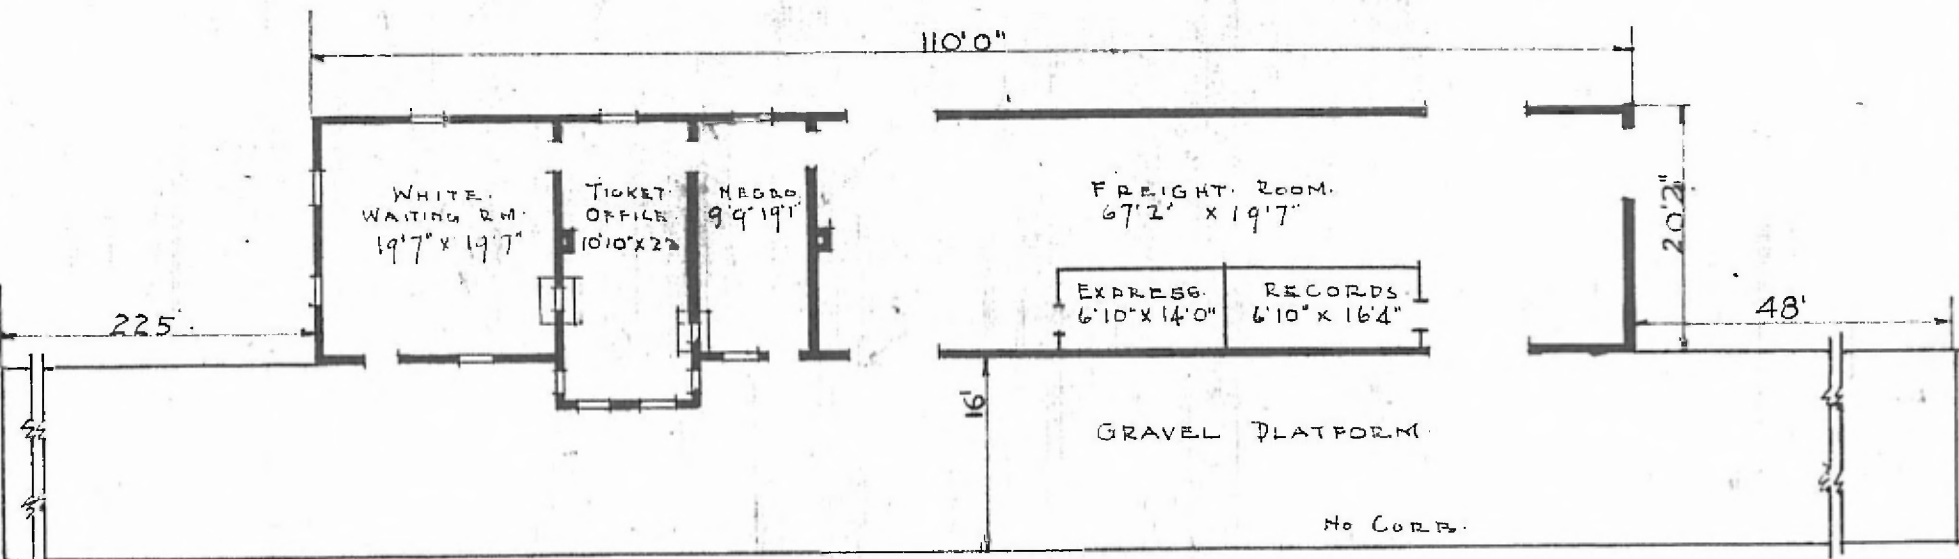 110'0"
WHITE.
WAITING RM.
19'7" x 19'7"
TICKET
OFFICE.
10'10" x 22
NEGRO
9'9" 19'1"
FREIGHT. ROOM.
67'2" x 19'7"
20'2"
EXPRESS.
6'10" x 14'0"
RECORDS
6'10" x 16'4"
225'.
48'
16'
GRAVEL PLATFORM.
No CURB.